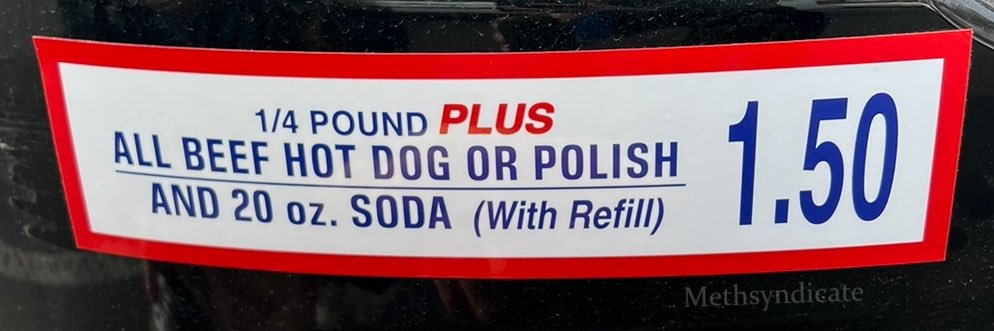 1/4 POUND PLUS
ALL BEEF HOT DOG OR POLISH
AND 20 oz. SODA (With Refill)
1.50
Methsyndicate